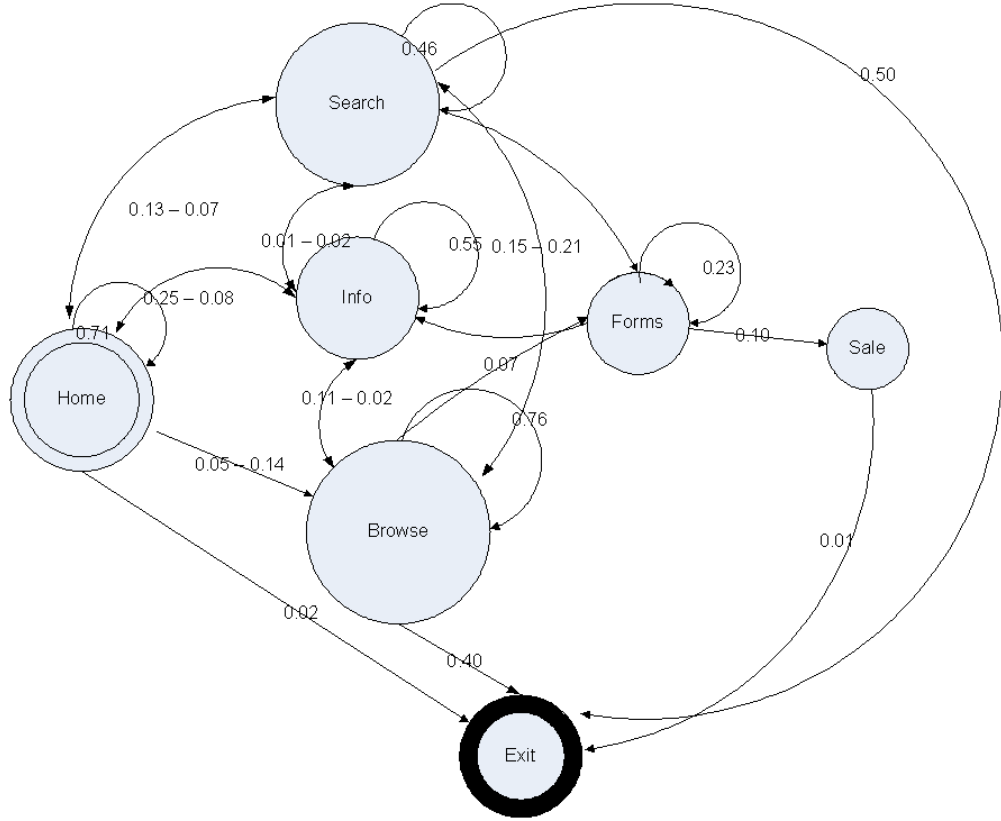 0.46
0.50
Search
0.13 – 0.07
0.01 – 0.02
0.55
0.15 – 0.21
0.23
0.25 – 0.08
Info
Forms
0.71
0.10
Sale
0.07
Home
0.11 – 0.02
0.76
0.05 – 0.14
Browse
0.01
0.02
0.40
Exit